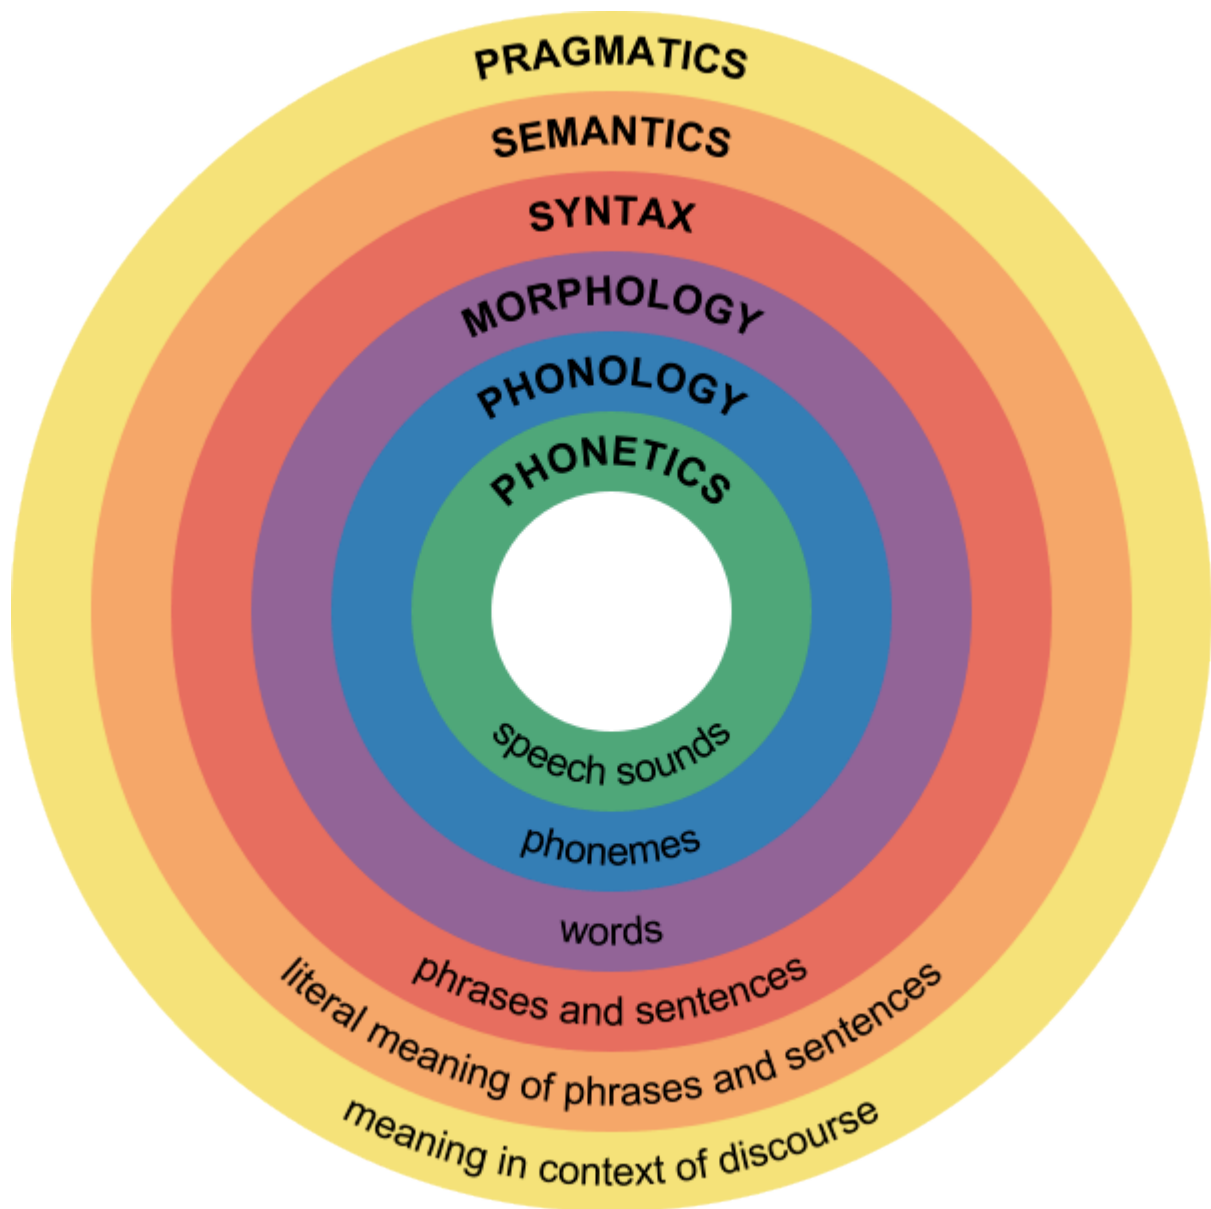 PRAGMATICS
SEMANTICS
SYNTAX
MORPHOLOGY
PHONOLOGY
PHONETICS
speech sounds
phonemes
words
phrases and sentences
literal meaning of phrases and sentences
meaning in context of discourse